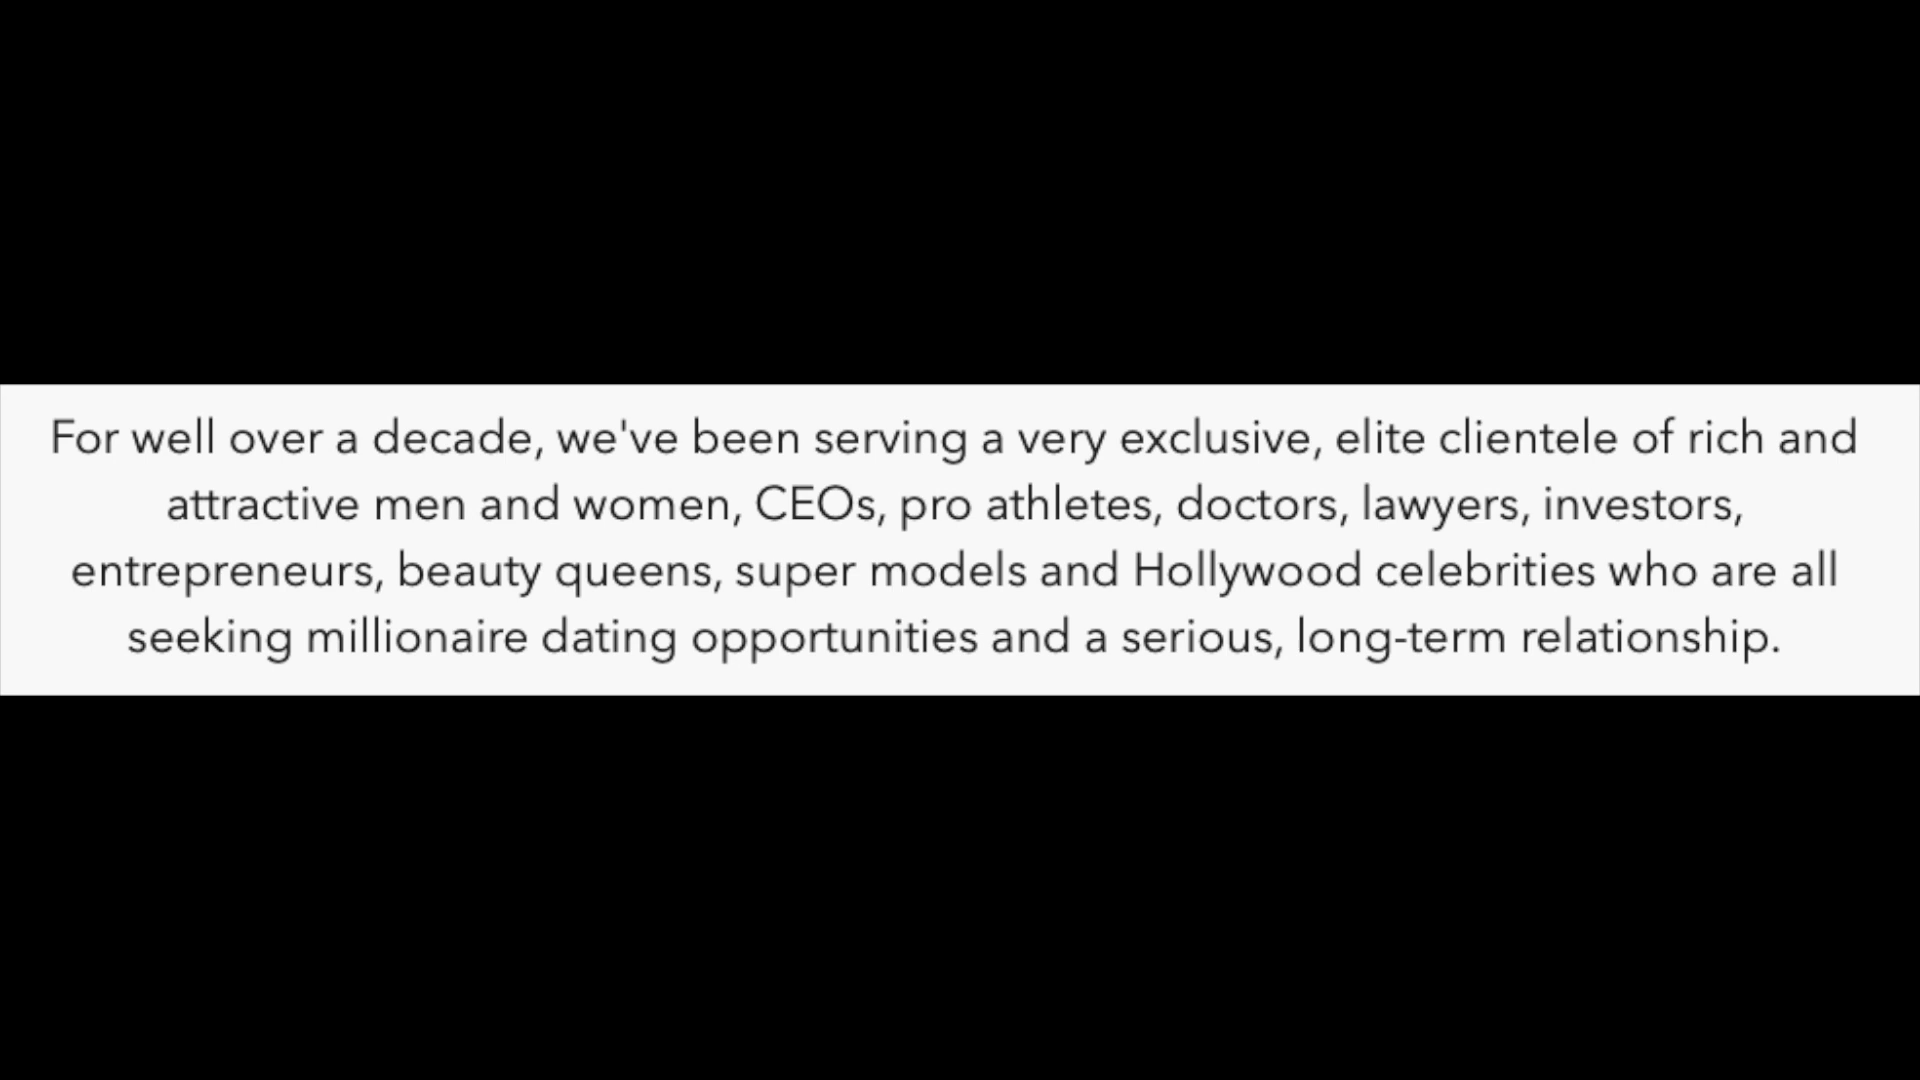 For well over a decade, we've been serving a very exclusive, elite clientele of rich and
attractive men and women, CEOs, pro athletes, doctors, lawyers, investors,
entrepreneurs, beauty queens, super models and Hollywood celebrities who are all
seeking millionaire dating opportunities and a serious, long-term relationship.